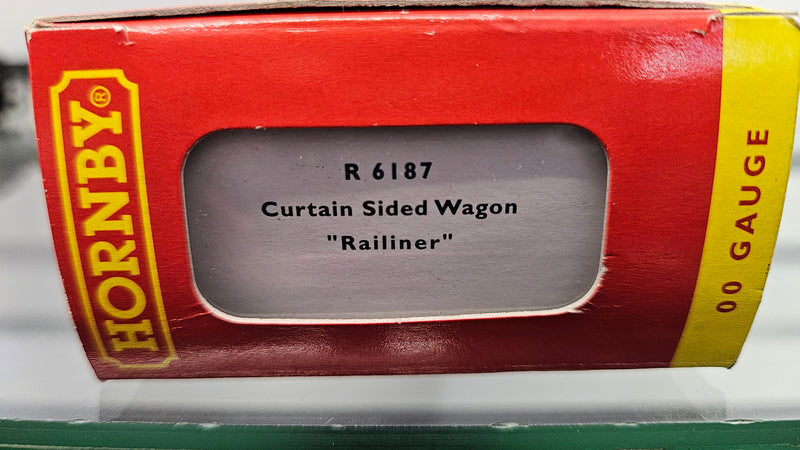 HORNBY®
R 6187
Curtain Sided Wagon
"Railiner"
00 GAUGE